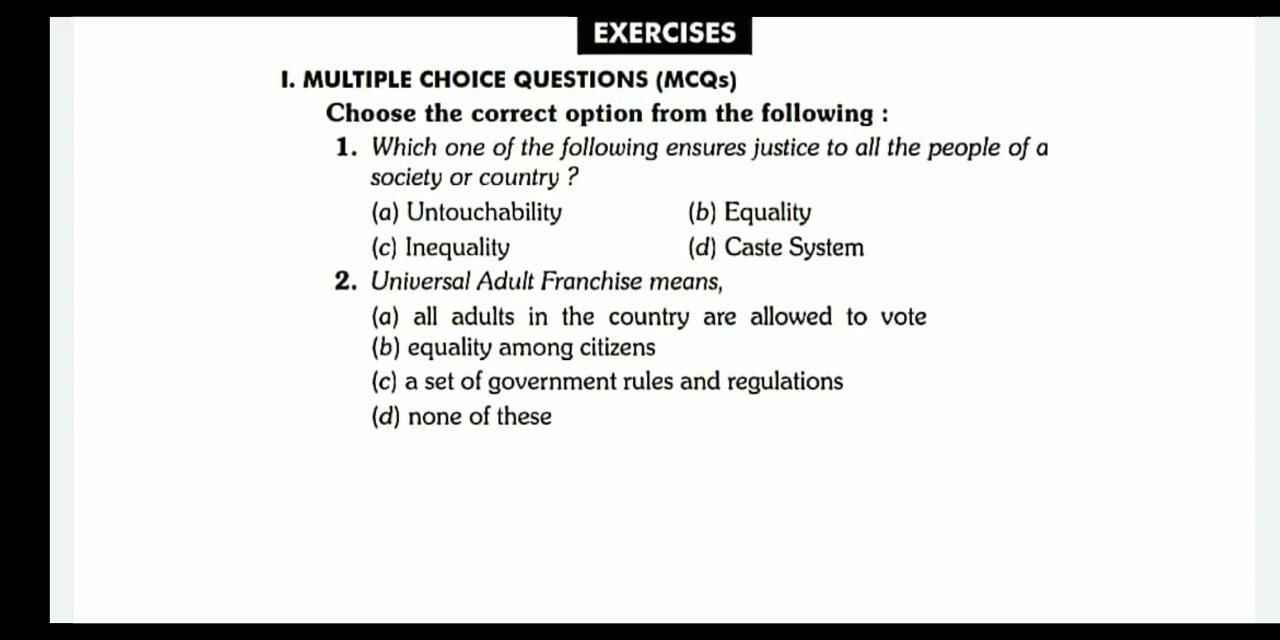 EXERCISES
I. MULTIPLE CHOICE QUESTIONS (MCQs)
Choose the correct option from the following :
1. Which one of the following ensures justice to all the people of a
society or country ?
(a) Untouchability (b) Equality
(c) Inequality (d) Caste System
2. Universal Adult Franchise means,
(a) all adults in the country are allowed to vote
(b) equality among citizens
(c) a set of government rules and regulations
(d) none of these